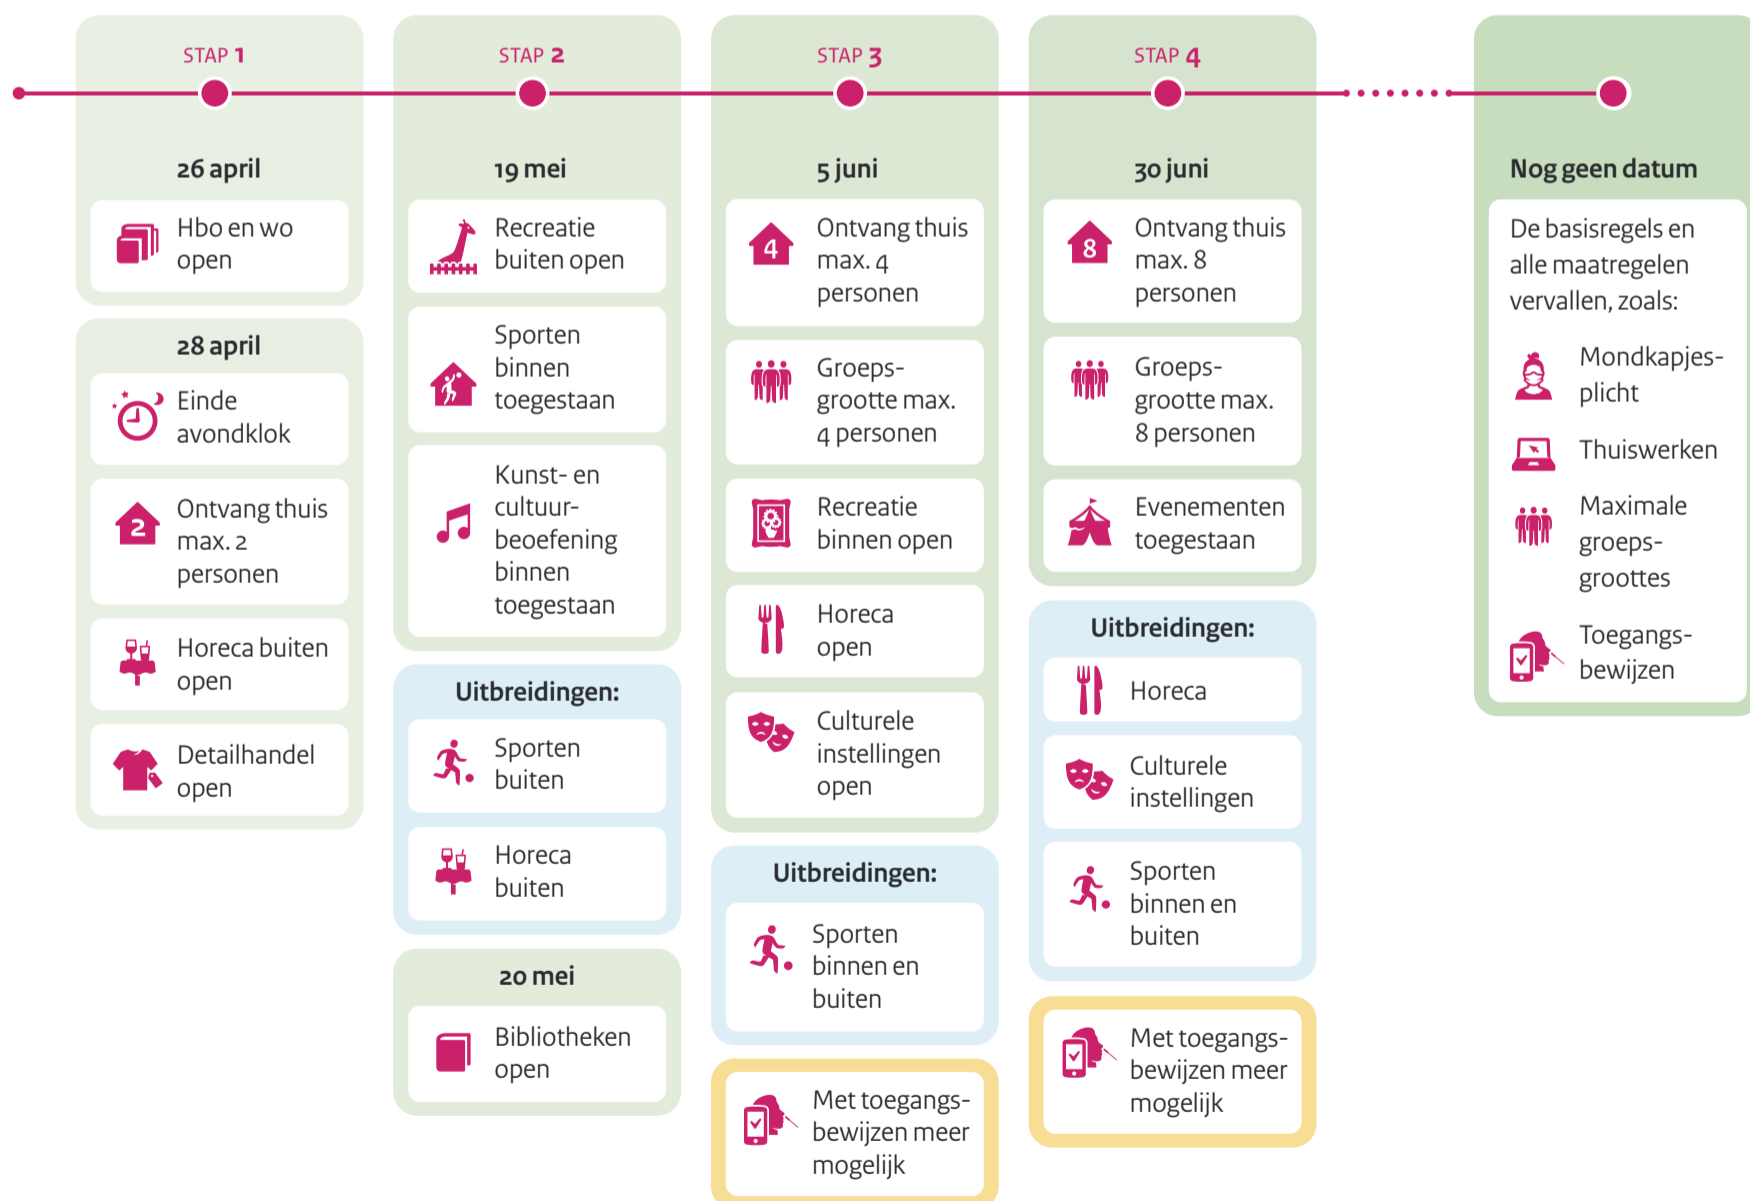 STAP 1
26 april
Hbo en wo
open
28 april
Einde
avondklok
2
Ontvang thuis
max. 2
personen
Horeca buiten
open
Detailhandel
open
STAP 2
19 mei
Recreatie
buiten open
Sporten
binnen
toegestaan
Kunst- en
cultuur-
beoefening
binnen
toegestaan
Uitbreidingen:
Sporten
buiten
Horeca
buiten
20 mei
Bibliotheken
open
STAP 3
5 juni
4
Ontvang thuis
max. 4
personen
Groeps-
grootte max.
4 personen
Recreatie
binnen open
Horeca
open
Culturele
instellingen
open
Uitbreidingen:
Sporten
binnen en
buiten
Met toegangs-
bewijzen meer
mogelijk
STAP 4
30 juni
8
Ontvang thuis
max. 8
personen
Groeps-
grootte max.
8 personen
Evenementen
toegestaan
Uitbreidingen:
Horeca
Culturele
instellingen
Sporten
binnen en
buiten
Met toegangs-
bewijzen meer
mogelijk
Nog geen datum
De basisregels en
alle maatregelen
vervallen, zoals:
Mondkapjes-
plicht
Thuiswerken
Maximale
groeps-
groottes
Toegangs-
bewijzen